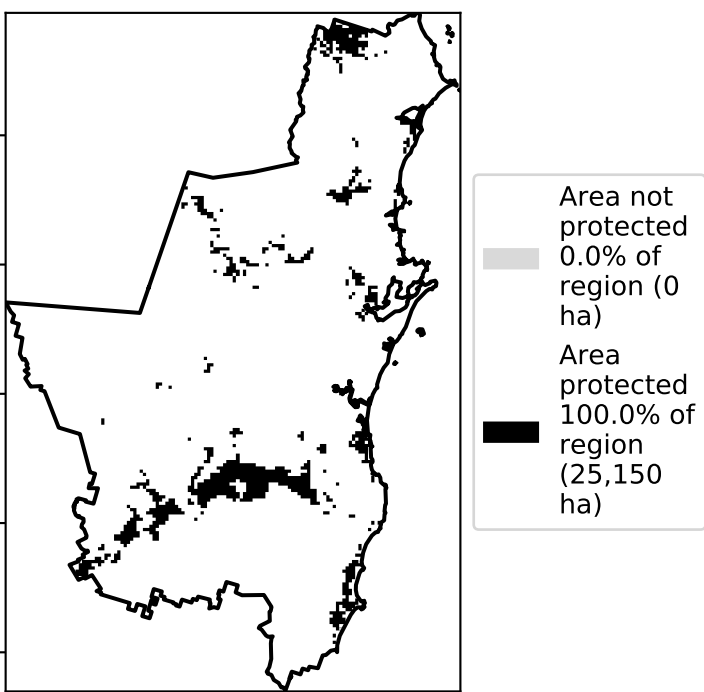 Area not
protected
0.0% of
region (0
ha)
Area
protected
100.0% of
region
(25,150
ha)